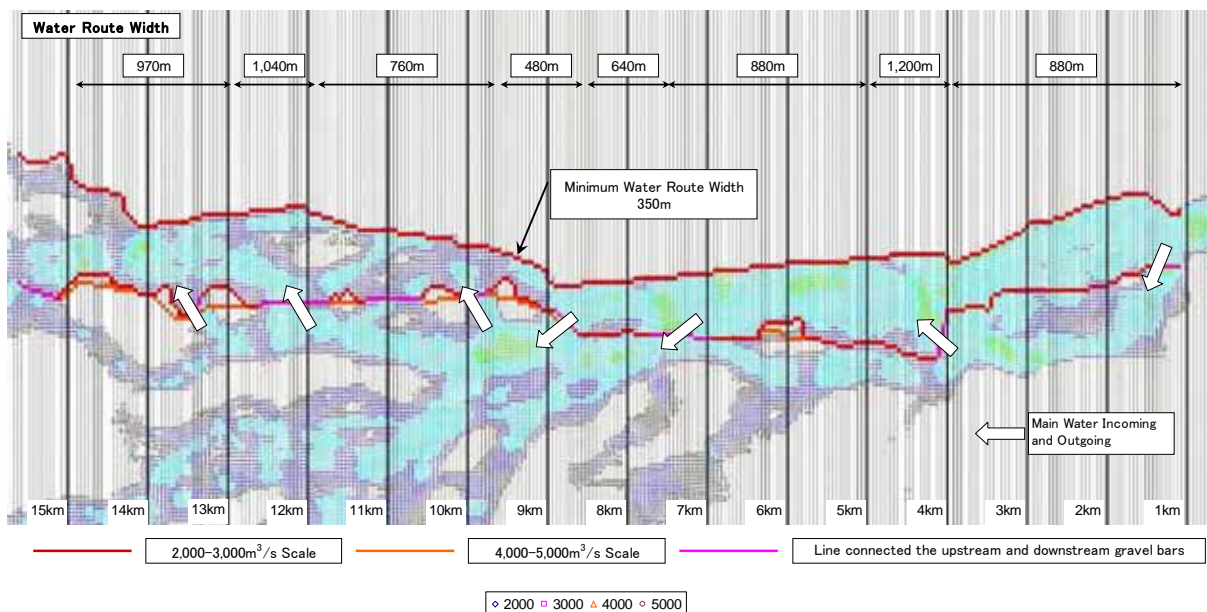 Water Route Width
970m
1,040m
760m
480m
640m
880m
1,200m
880m
Minimum Water Route Width
350m
Main Water Incoming
and Outgoing
15km
14km
13km
12km
11km
10km
9km
8km
7km
6km
5km
4km
3km
2km
1km
2,000-3,000m³/s Scale
4,000-5,000m³/s Scale
Line connected the upstream and downstream gravel bars
2000
3000
4000
5000